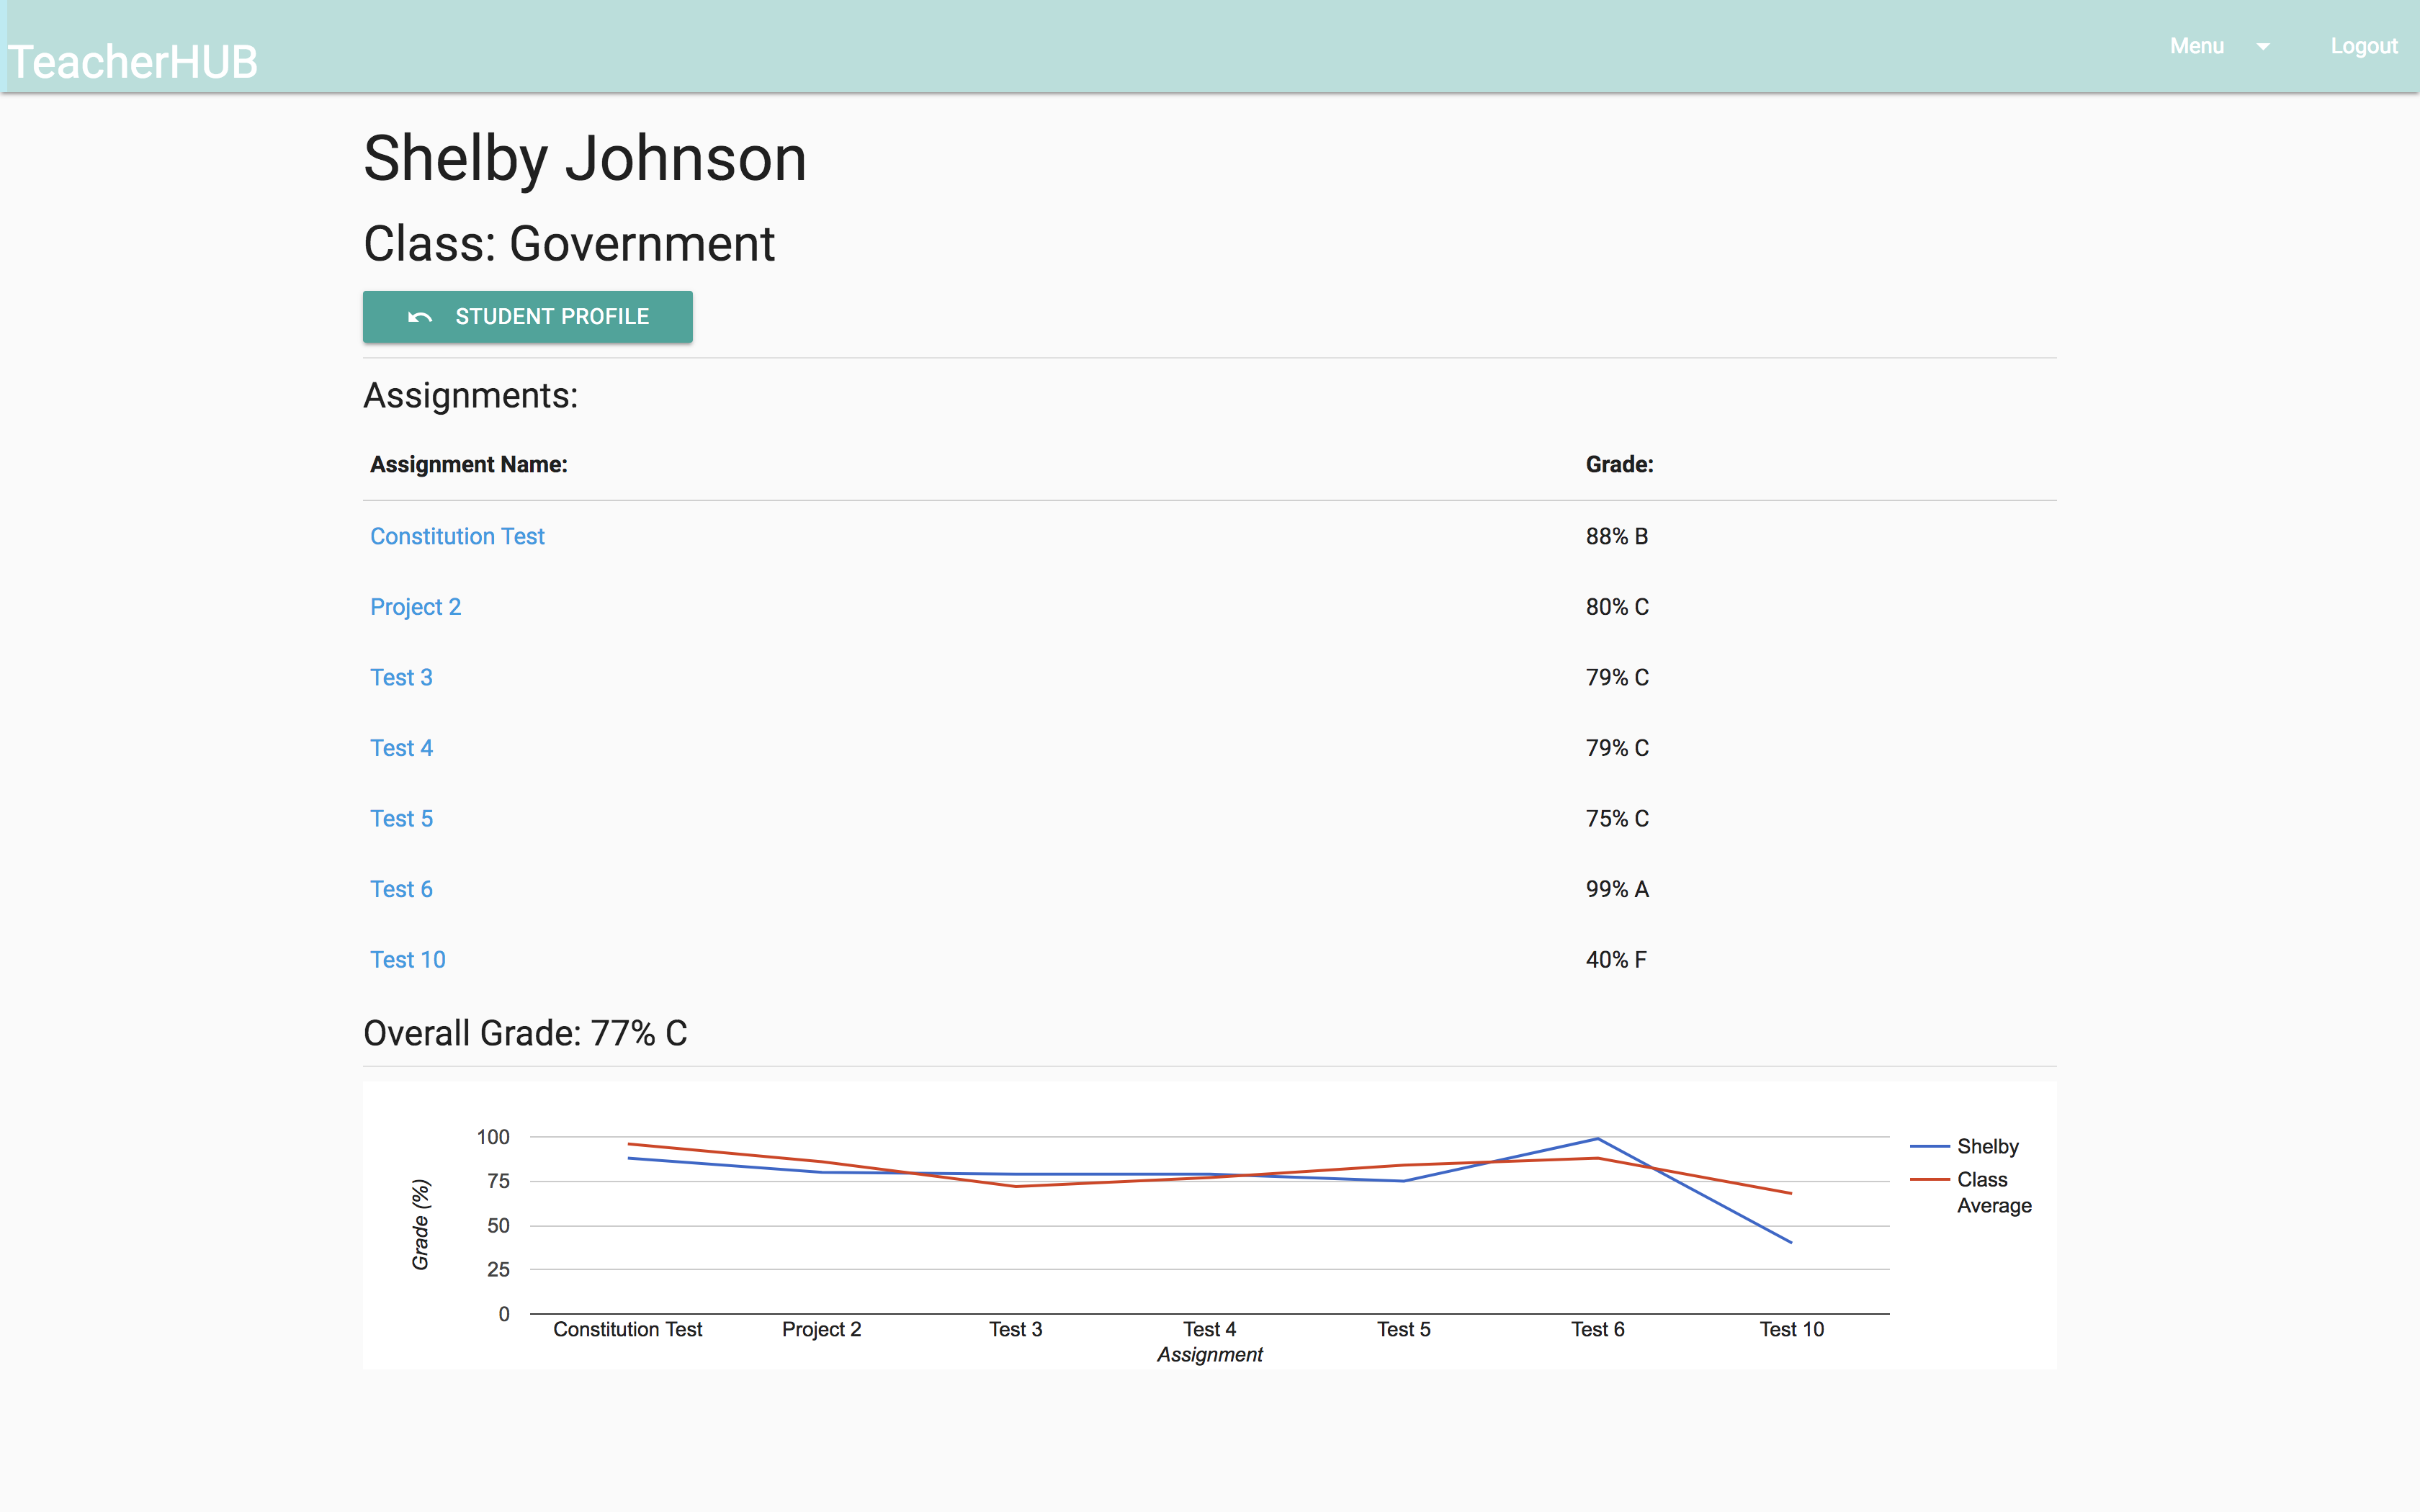 TeacherHUB
Menu
Logout
Shelby Johnson
Class: Government
STUDENT PROFILE
Assignments:
Assignment Name: Grade:
Constitution Test 88% B
Project 2 80% C
Test 3 79% C
Test 4 79% C
Test 5 75% C
Test 6 99% A
Test 10 40% F
Overall Grade: 77% C
Grade (%)
100
75
50
25
0
Constitution Test Project 2 Test 3 Test 4 Test 5 Test 6 Test 10
Assignment
Shelby
Class
Average